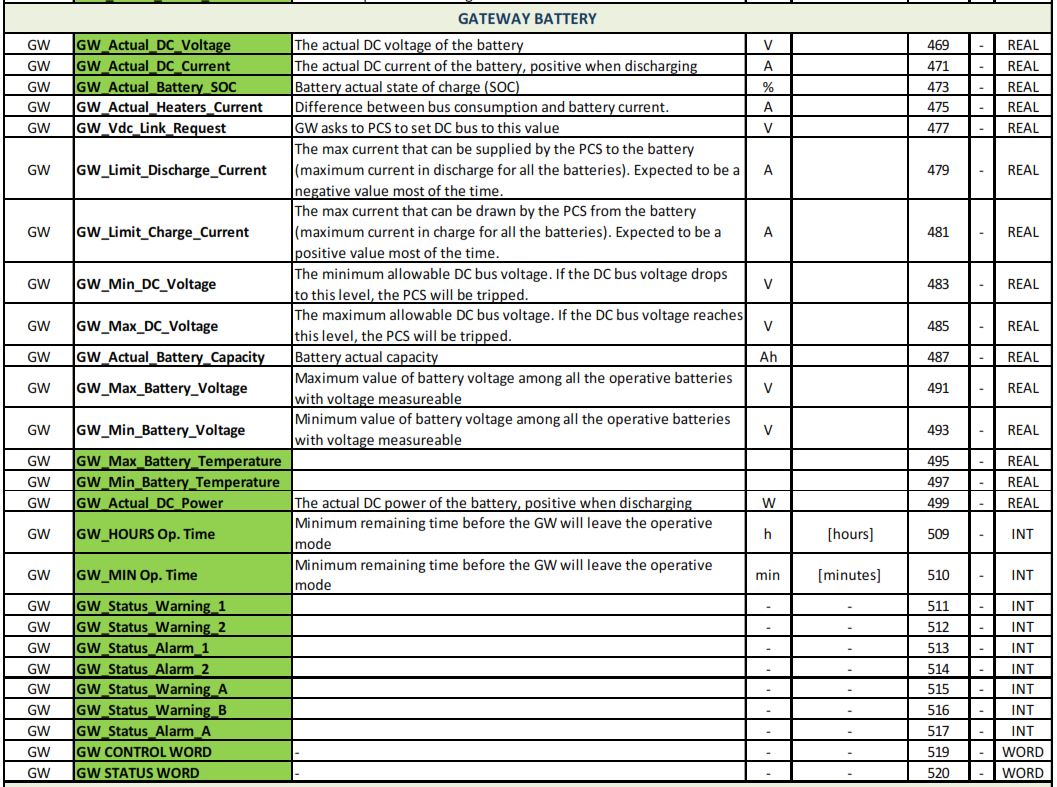 GATEWAY BATTERY
GW GW_Actual_DC_Voltage The actual DC voltage of the battery V 469 - REAL
GW GW_Actual_DC_Current The actual DC current of the battery, positive when discharging A 471 - REAL
GW GW_Actual_Battery_SOC Battery actual state of charge (SOC) % 473 - REAL
GW GW_Actual_Heaters_Current Difference between bus consumption and battery current. A 475 - REAL
GW GW_Vdc_Link_Request GW asks to PCS to set DC bus to this value V 477 - REAL
The max current that can be supplied by the PCS to the battery
GW GW_Limit_Discharge_Current (maximum current in discharge for all the batteries). Expected to be a A 479 - REAL
negative value most of the time.
The max current that can be drawn by the PCS from the battery
GW GW_Limit_Charge_Current (maximum current in charge for all the batteries). Expected to be a A 481 - REAL
positive value most of the time.
GW GW_Min_DC_Voltage The minimum allowable DC bus voltage. If the DC bus voltage drops V 483 - REAL
to this level, the PCS will be tripped.
GW GW_Max_DC_Voltage The maximum allowable DC bus voltage. If the DC bus voltage reaches V 485 - REAL
this level, the PCS will be tripped.
GW GW_Actual_Battery_Capacity Battery actual capacity Ah 487 - REAL
GW GW_Max_Battery_Voltage Maximum value of battery voltage among all the operative batteries V 491 - REAL
with voltage measureable
GW GW_Min_Battery_Voltage Minimum value of battery voltage among all the operative batteries V 493 - REAL
with voltage measureable
GW GW_Max_Battery_Temperature 495 - REAL
GW GW_Min_Battery_Temperature 497 - REAL
GW GW_Actual_DC_Power The actual DC power of the battery, positive when discharging W 499 - REAL
GW GW_HOURS Op. Time Minimum remaining time before the GW will leave the operative h [hours] 509 - INT
mode
GW GW_MIN Op. Time Minimum remaining time before the GW will leave the operative min [minutes] 510 - INT
mode
GW GW_Status_Warning_1 - - 511 - INT
GW GW_Status_Warning_2 - - 512 - INT
GW GW_Status_Alarm_1 - - 513 - INT
GW GW_Status_Alarm_2 - - 514 - INT
GW GW_Status_Warning_A - - 515 - INT
GW GW_Status_Warning_B - - 516 - INT
GW GW_Status_Alarm_A - - 517 - INT
GW GW CONTROL WORD - - - 519 - WORD
GW GW STATUS WORD - - - 520 - WORD